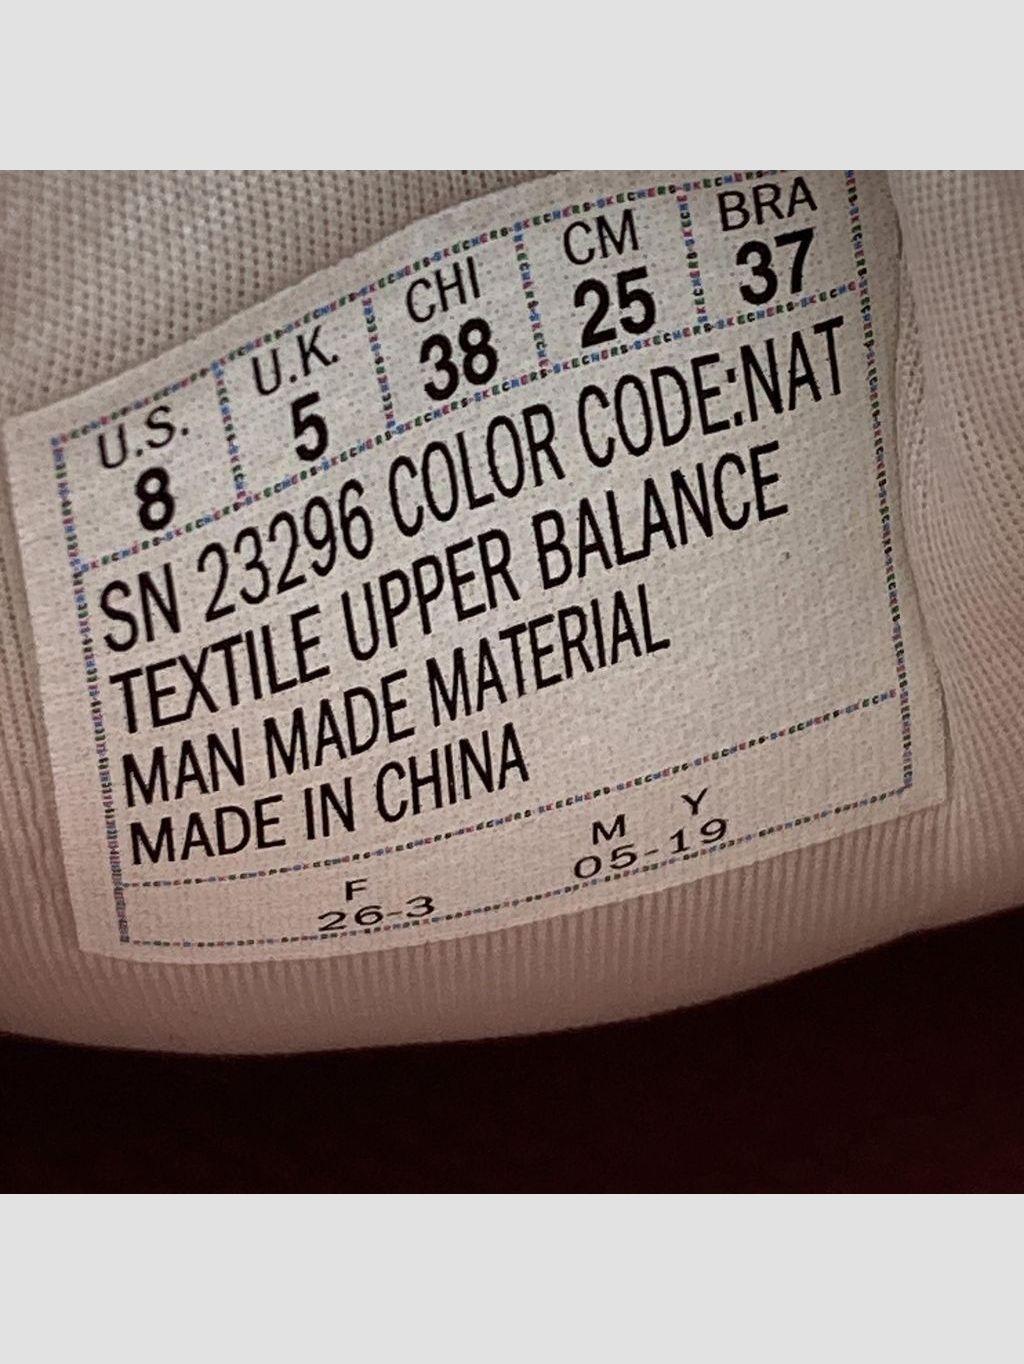 U.S. U.K. CHI CM BRA
8 5 38 25 37
SN 23296 COLOR CODE:NAT
TEXTILE UPPER BALANCE
MAN MADE MATERIAL
MADE IN CHINA
F M Y
26-3 05-19